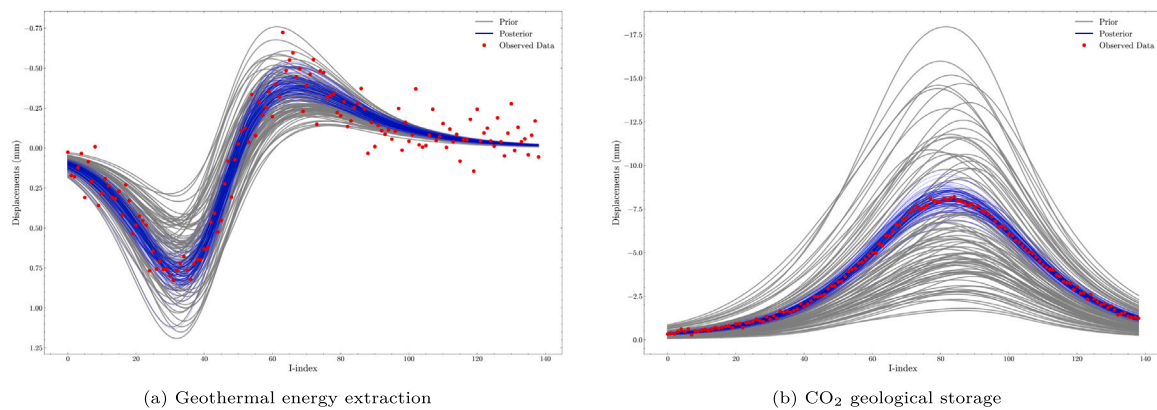 Prior
Posterior
Observed Data
−0.75
−0.50
−0.25
0.00
0.25
0.50
0.75
1.00
1.25
Displacements (mm)
0 20 40 60 80 100 120 140
I-index
(a) Geothermal energy extraction
Prior
Posterior
Observed Data
−17.5
−15.0
−12.5
−10.0
−7.5
−5.0
−2.5
0.0
Displacements (mm)
0 20 40 60 80 100 120 140
I-index
(b) CO₂ geological storage